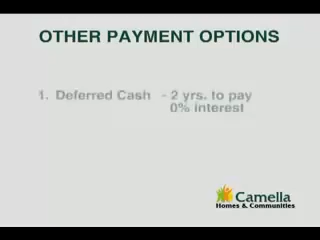 OTHER PAYMENT OPTIONS
1. Deferred Cash - 2 yrs. to pay
0% interest
Camella
Homes & Communities